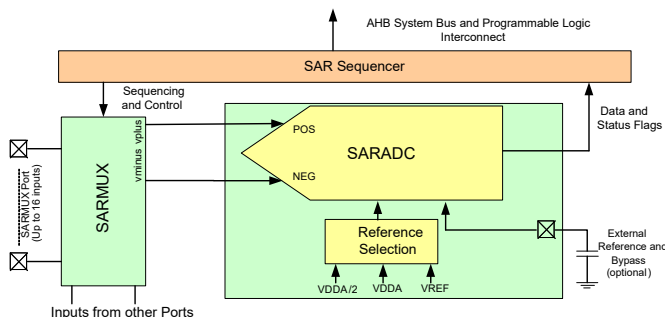 AHB System Bus and Programmable Logic
Interconnect
SAR Sequencer
Sequencing
and Control
Data and
Status Flags
vminus vplus
POS
SARADC
NEG
SARMUX
SARMUX Port
(Up to 16 inputs)
Reference
Selection
External
Reference and
Bypass
(optional)
VDDA/2
VDDA
VREF
Inputs from other Ports